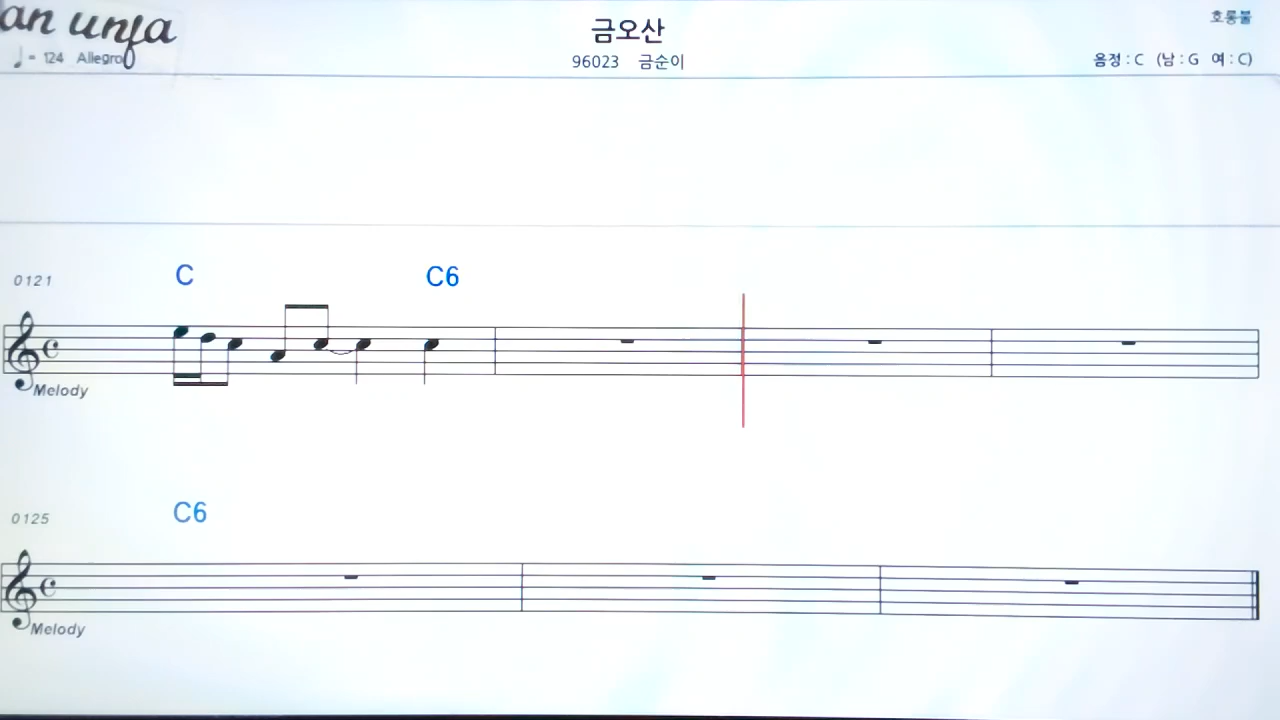 an unja
♩ = 124 Allegro
금오산
96023 금순이
호롱불
음정 : C (남 : G 여 : C)
0121
C
C6
Melody
0125
C6
Melody